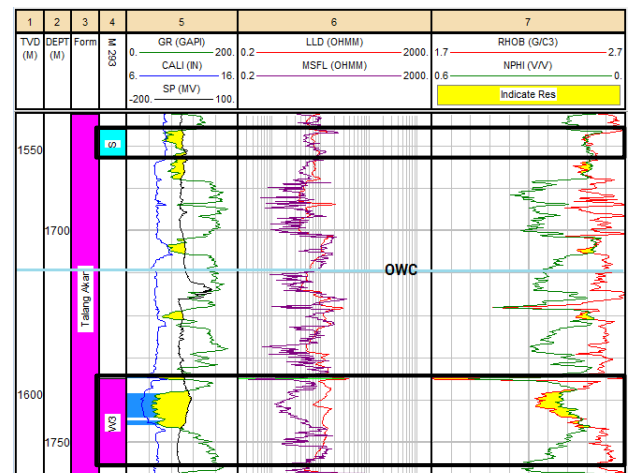 1 2 3 4 5 6 7
TVD (M) DEPT (M) Form M 293
GR (GAPI)
0. 200.
CALI (IN)
6. 16.
SP (MV)
-200. 100.
LLD (OHMM)
0.2 2000.
MSFL (OHMM)
0.2 2000.
RHOB (G/C3)
1.7 2.7
NPHI (V/V)
0.6 0.
Indicate Res
S
1550
1700
OWC
Talang Akar
1600
W3
1750